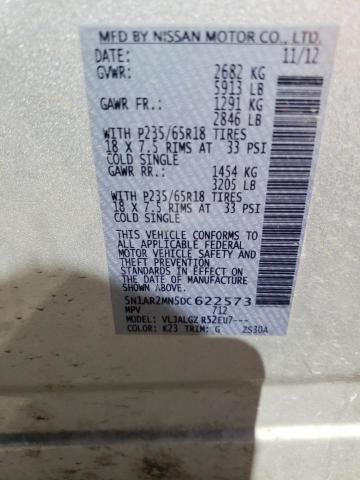 MFD BY NISSAN MOTOR CO., LTD.
DATE: 11/12
GVWR: 2682 KG
5913 LB
GAWR FR.: 1291 KG
2846 LB
WITH P235/65R18 TIRES
18 X 7.5 RIMS AT 33 PSI
COLD SINGLE
GAWR RR.: 1454 KG
3205 LB
WITH P235/65R18 TIRES
18 X 7.5 RIMS AT 33 PSI
COLD SINGLE
THIS VEHICLE CONFORMS TO
ALL APPLICABLE FEDERAL
MOTOR VEHICLE SAFETY AND
THEFT PREVENTION
STANDARDS IN EFFECT ON THE
DATE OF MANUFACTURE
SHOWN ABOVE.
5N1AR2MN5DC622573
MPV 712
MODEL: VLJALGZ R52EU7---
COLOR: K23 TRIM: G ZS30A